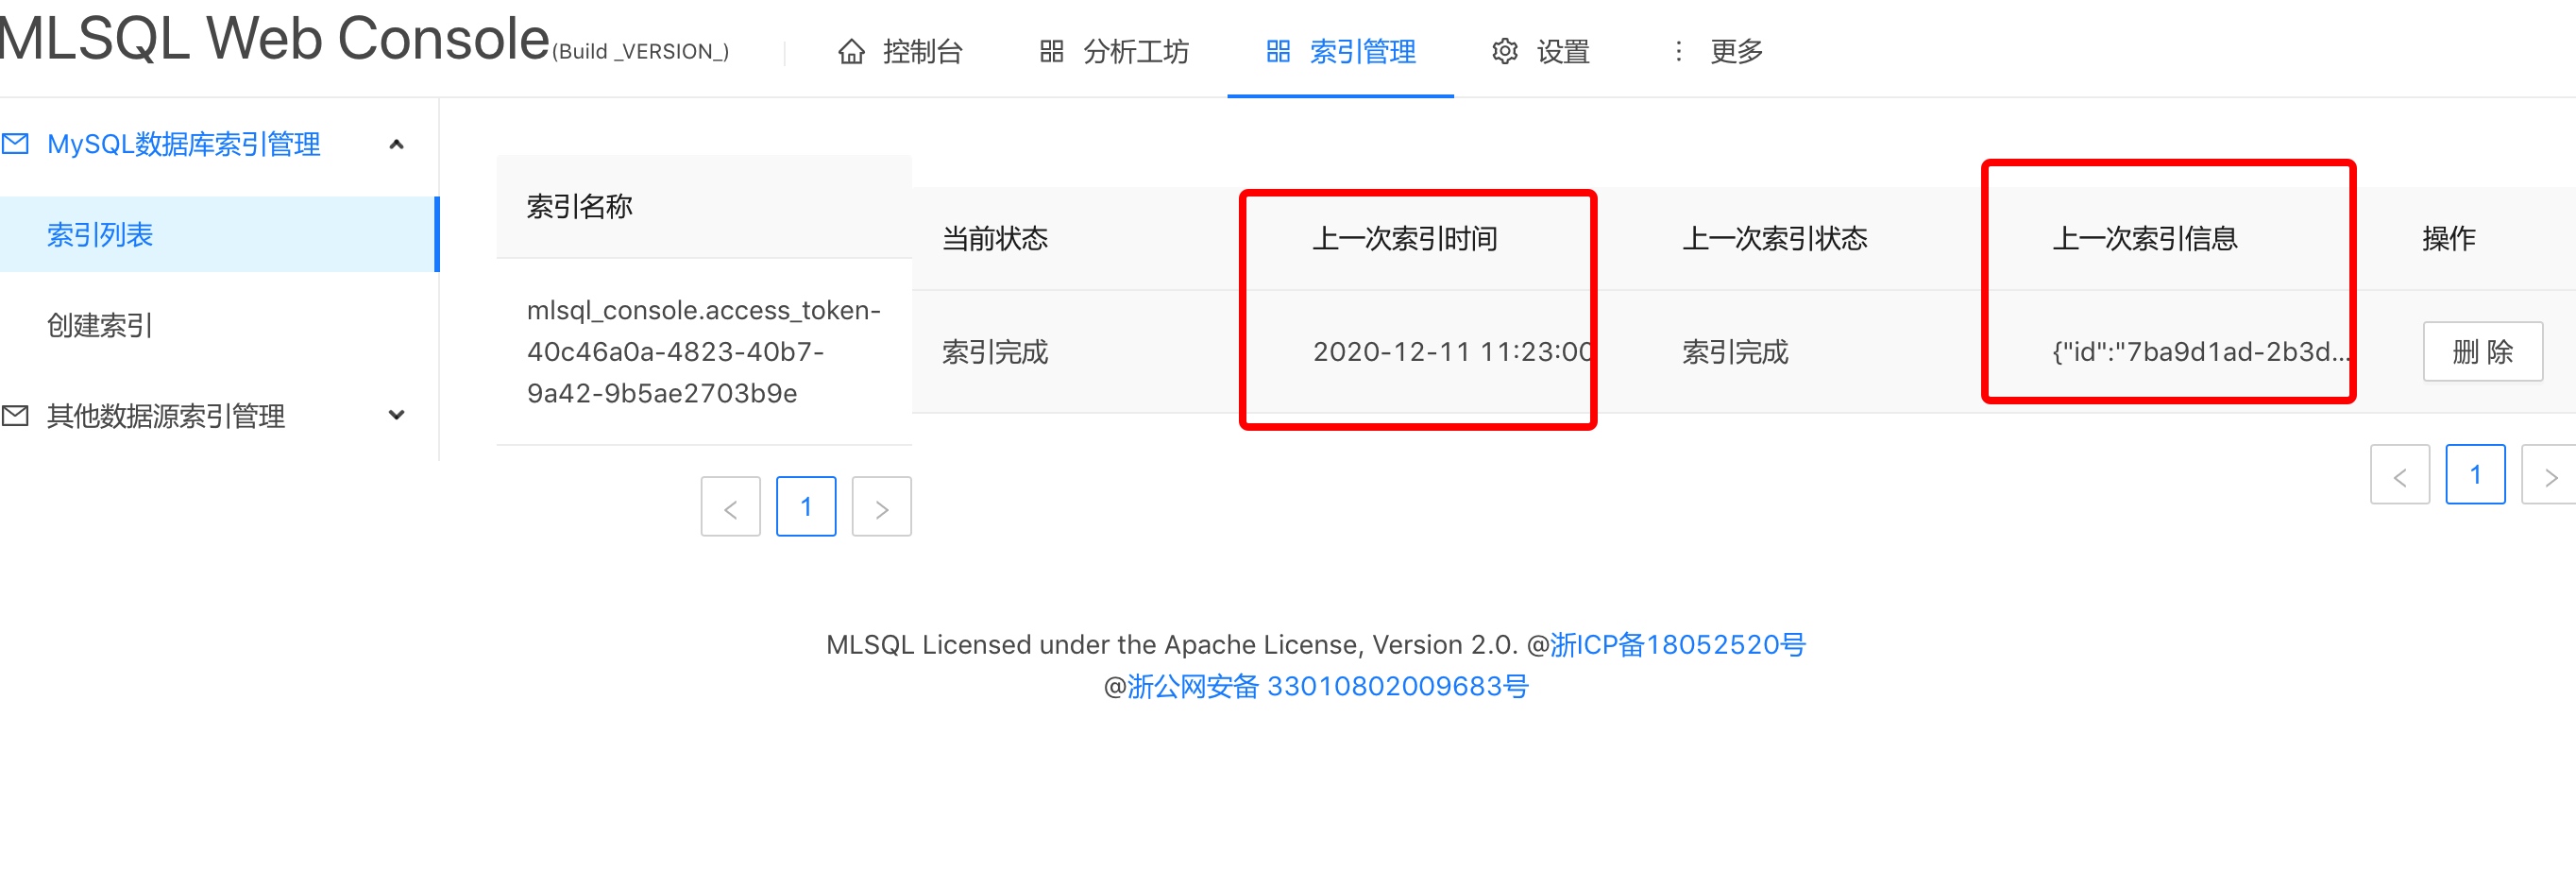 MLSQL Web Console(Build _VERSION_)
控制台
分析工坊
索引管理
设置
更多
MySQL数据库索引管理
索引列表
创建索引
其他数据源索引管理
索引名称
mlsql_console.access_token-
40c46a0a-4823-40b7-
9a42-9b5ae2703b9e
< 1 >
当前状态 上一次索引时间 上一次索引状态 上一次索引信息 操作
索引完成 2020-12-11 11:23:00 索引完成 {"id":"7ba9d1ad-2b3d... 删 除
< 1 >
MLSQL Licensed under the Apache License, Version 2.0. @浙ICP备18052520号
@浙公网安备 33010802009683号